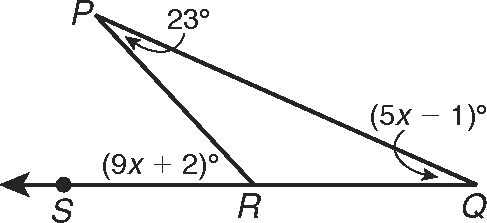 P
23°
(5x − 1)°
(9x + 2)°
S
R
Q